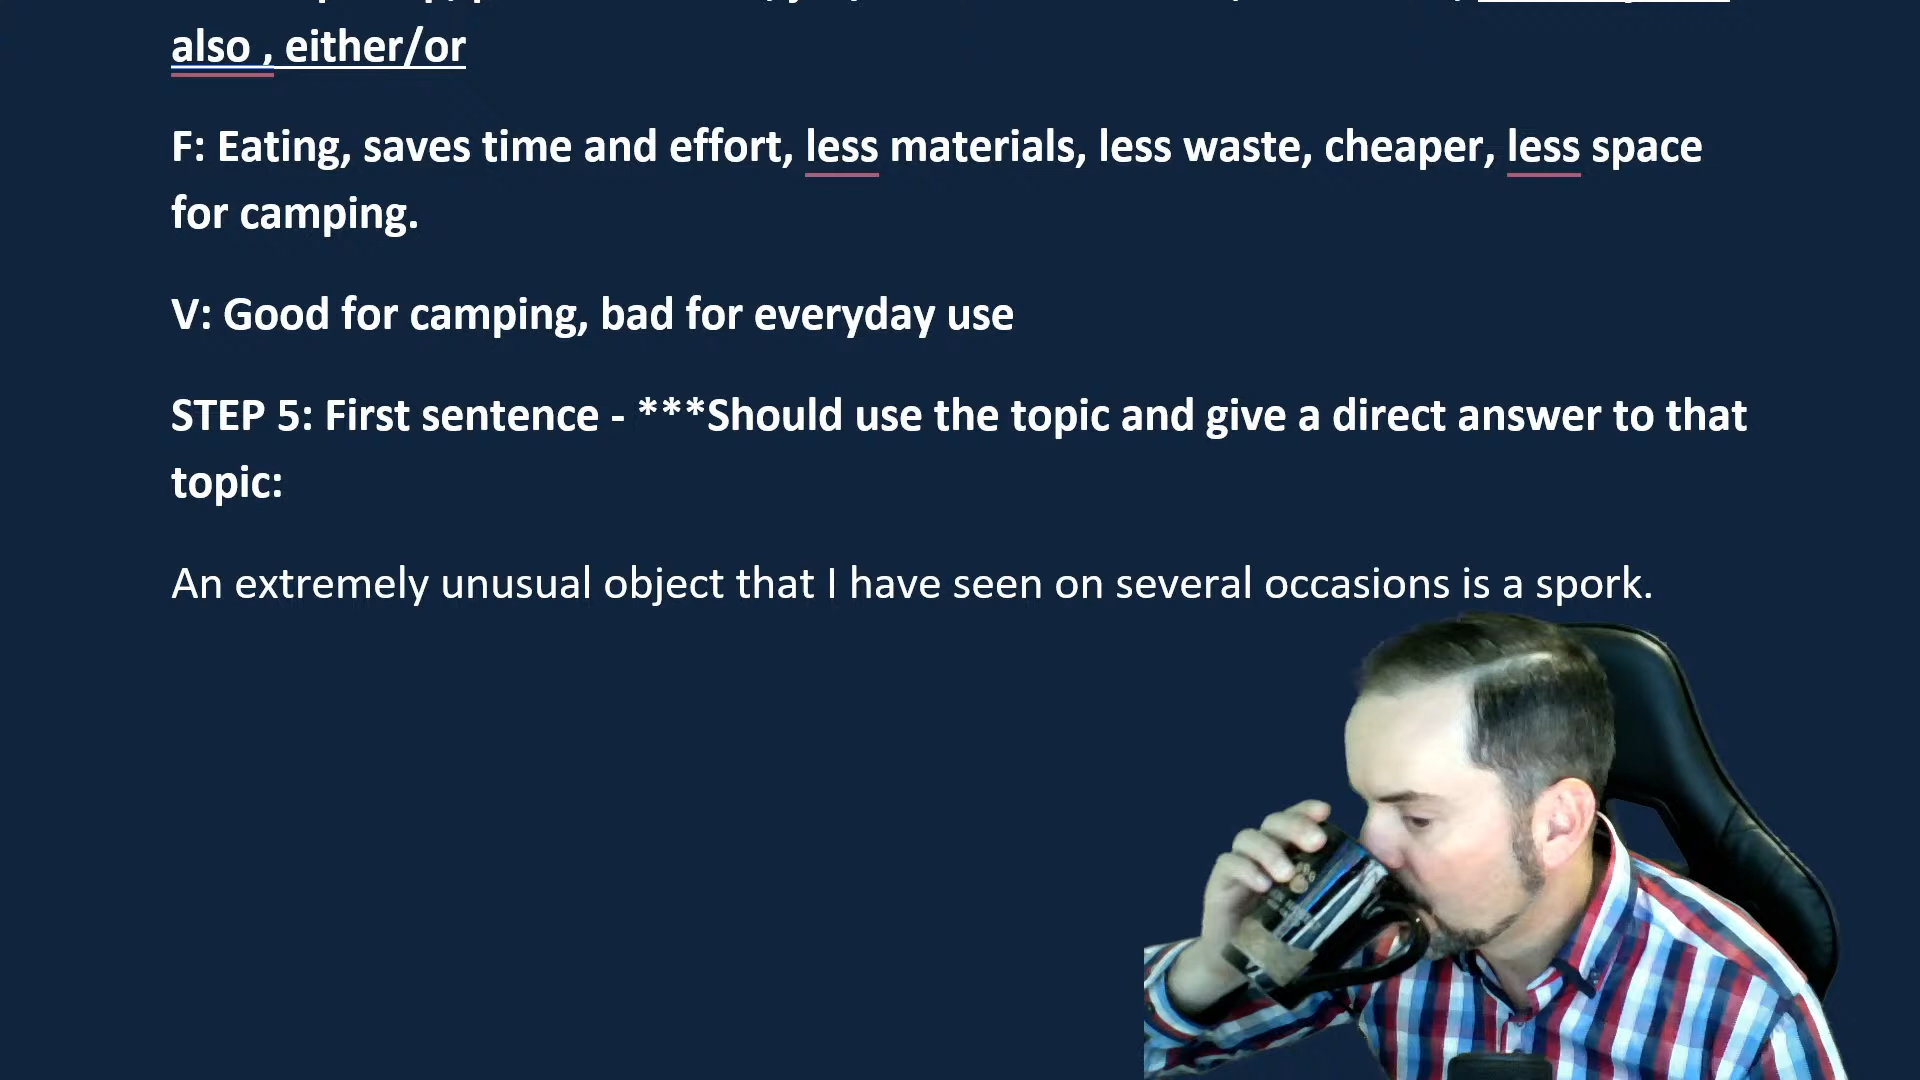 also , either/or
F: Eating, saves time and effort, less materials, less waste, cheaper, less space
for camping.
V: Good for camping, bad for everyday use
STEP 5: First sentence - ***Should use the topic and give a direct answer to that
topic:
An extremely unusual object that I have seen on several occasions is a spork.